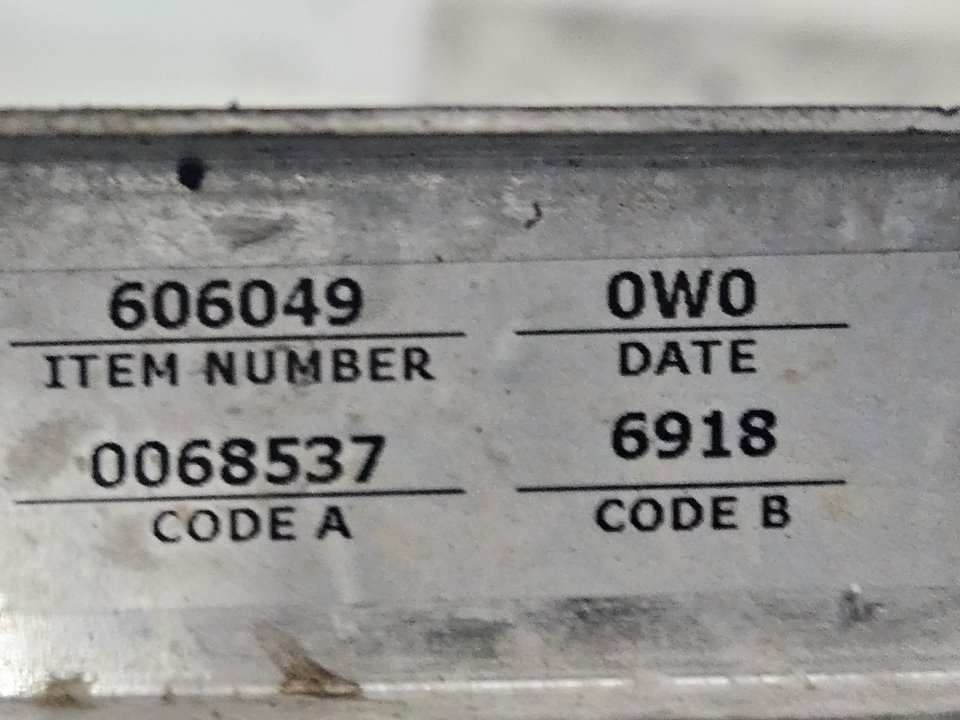 606049 0W0
ITEM NUMBER DATE
0068537 6918
CODE A CODE B